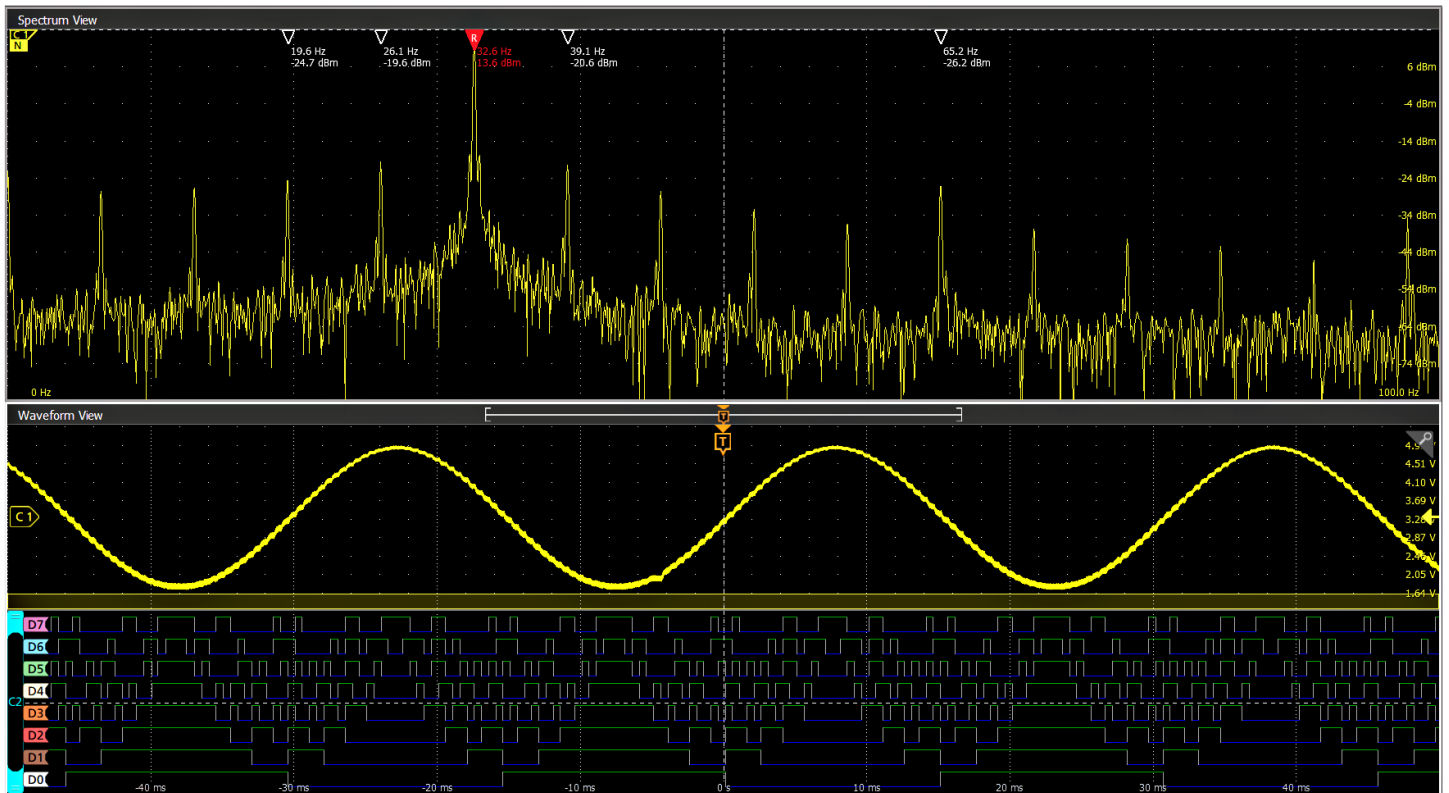 Spectrum View
C 1
N
R
19.6 Hz
-24.7 dBm
26.1 Hz
-19.6 dBm
32.6 Hz
13.6 dBm
39.1 Hz
-20.6 dBm
65.2 Hz
-26.2 dBm
6 dBm
-4 dBm
-14 dBm
-24 dBm
-34 dBm
-44 dBm
-54 dBm
-64 dBm
-74 dBm
0 Hz
100.0 Hz
Waveform View
T
T
C 1
4.51 V
4.10 V
3.69 V
2.87 V
2.05 V
1.64 V
D7
D6
D5
D4
C2
D3
D2
D1
D0
-40 ms
-30 ms
-20 ms
-10 ms
0 s
10 ms
20 ms
30 ms
40 ms